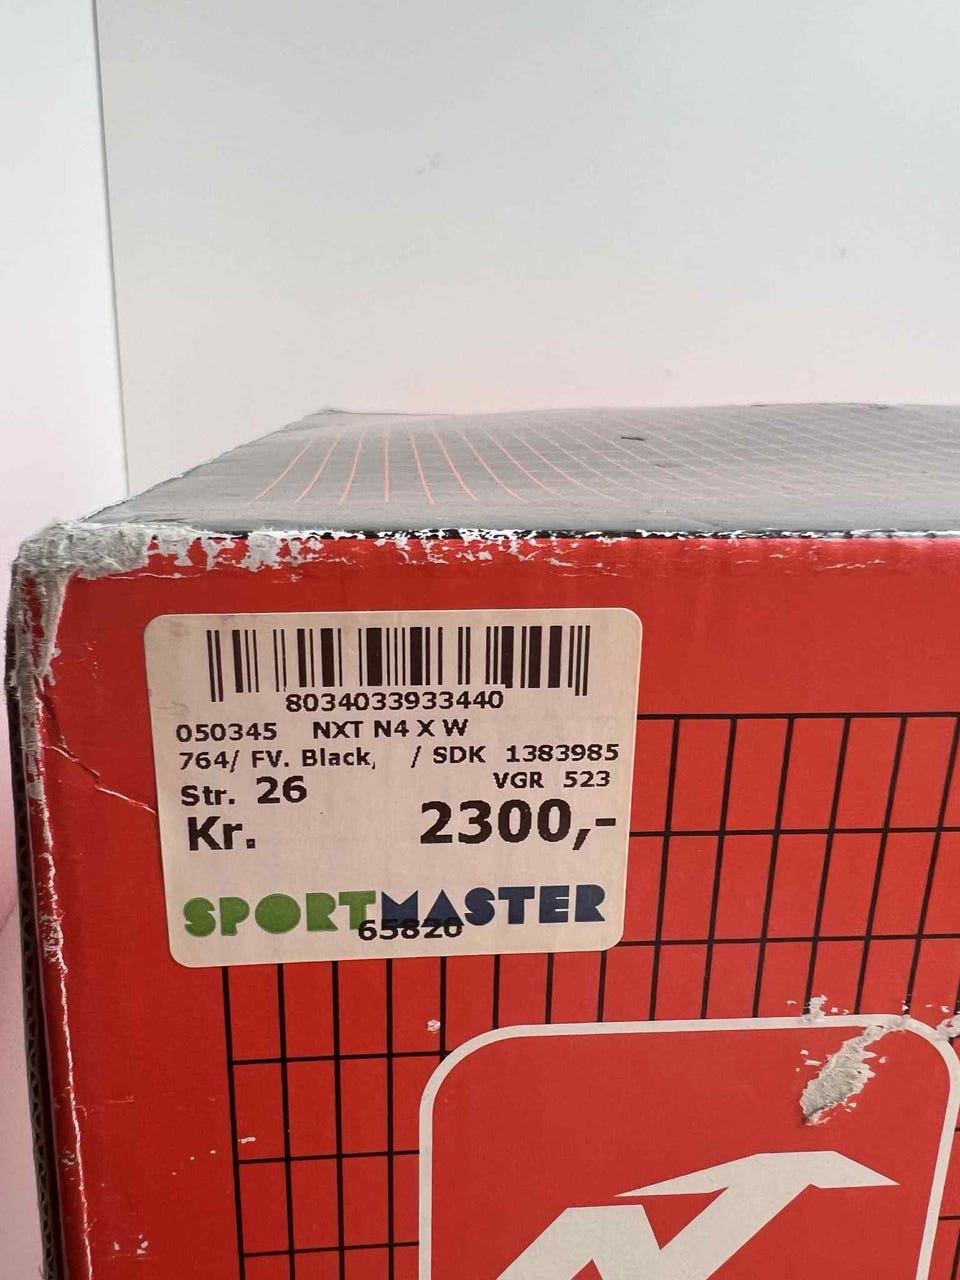 8034033933440
050345 NXT N4 X W
764/ FV. Black, / SDK 1383985
VGR 523
Str. 26
Kr. 2300,-
SPORTMASTER
65820